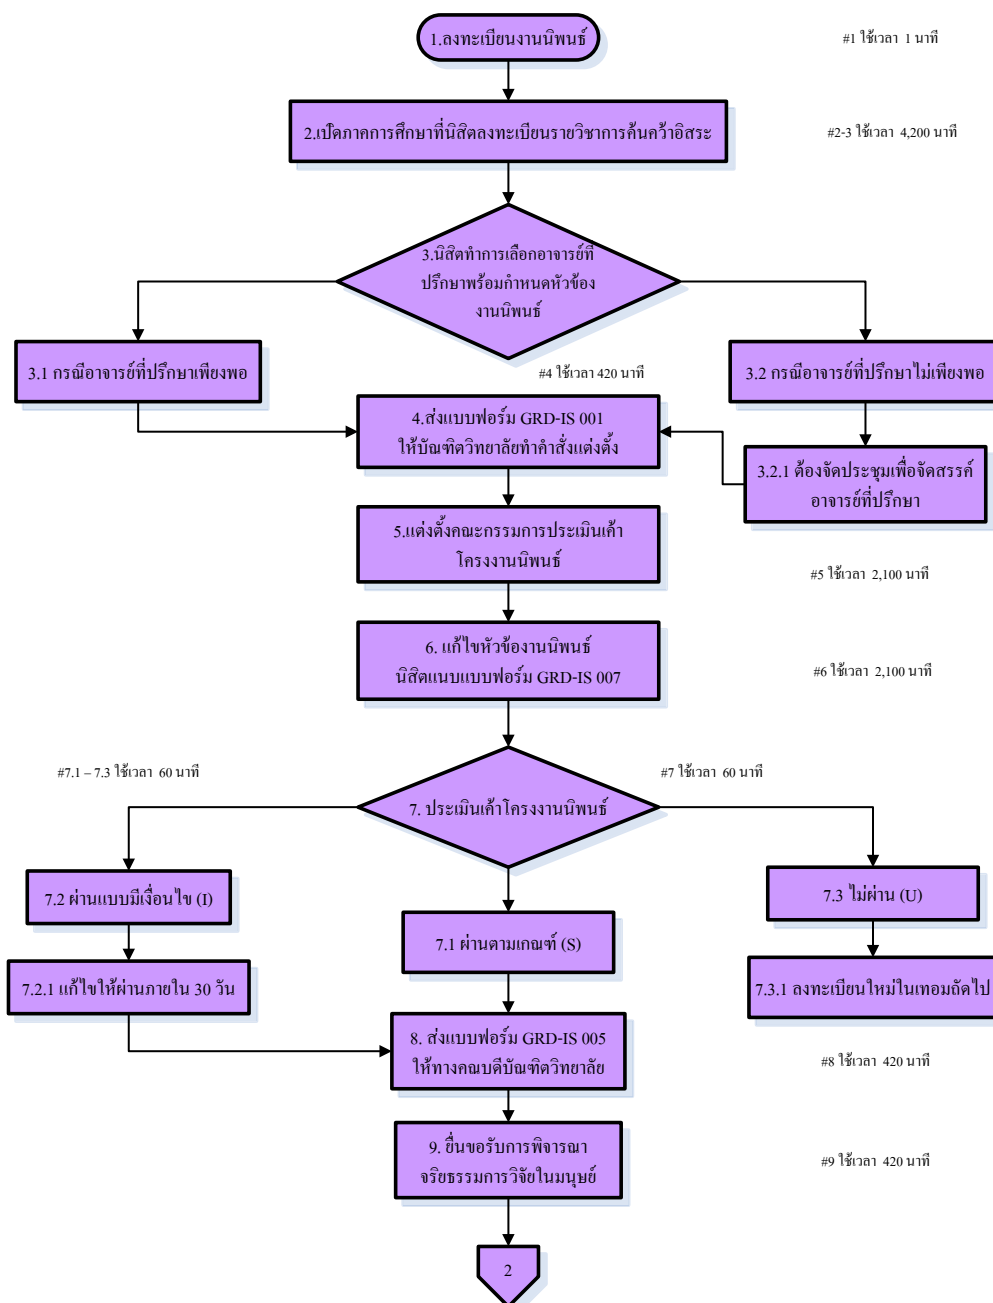 1.ลงทะเบียนงานนิพนธ์
#1 ใช้เวลา 1 นาที
2.เปิดภาคการศึกษาที่นิสิตลงทะเบียนรายวิชาการค้นคว้าอิสระ
#2-3 ใช้เวลา 4,200 นาที
3.นิสิตทำการเลือกอาจารย์ที่
ปรึกษาพร้อมกำหนดหัวข้อง
งานนิพนธ์
3.1 กรณีอาจารย์ที่ปรึกษาเพียงพอ
3.2 กรณีอาจารย์ที่ปรึกษาไม่เพียงพอ
#4 ใช้เวลา 420 นาที
4.ส่งแบบฟอร์ม GRD-IS 001
ให้บัณฑิตวิทยาลัยทำคำสั่งแต่งตั้ง
3.2.1 ต้องจัดประชุมเพื่อจัดสรรค์
อาจารย์ที่ปรึกษา
5.แต่งตั้งคณะกรรมการประเมินเค้า
โครงงานนิพนธ์
#5 ใช้เวลา 2,100 นาที
6. แก้ไขหัวข้องานนิพนธ์
นิสิตแนบแบบฟอร์ม GRD-IS 007
#6 ใช้เวลา 2,100 นาที
#7.1 – 7.3 ใช้เวลา 60 นาที
#7 ใช้เวลา 60 นาที
7. ประเมินเค้าโครงงานนิพนธ์
7.2 ผ่านแบบมีเงื่อนไข (I)
7.3 ไม่ผ่าน (U)
7.1 ผ่านตามเกณฑ์ (S)
7.2.1 แก้ไขให้ผ่านภายใน 30 วัน
7.3.1 ลงทะเบียนใหม่ในเทอมถัดไป
8. ส่งแบบฟอร์ม GRD-IS 005
ให้ทางคณบดีบัณฑิตวิทยาลัย
#8 ใช้เวลา 420 นาที
9. ยื่นขอรับการพิจารณา
จริยธรรมการวิจัยในมนุษย์
#9 ใช้เวลา 420 นาที
2